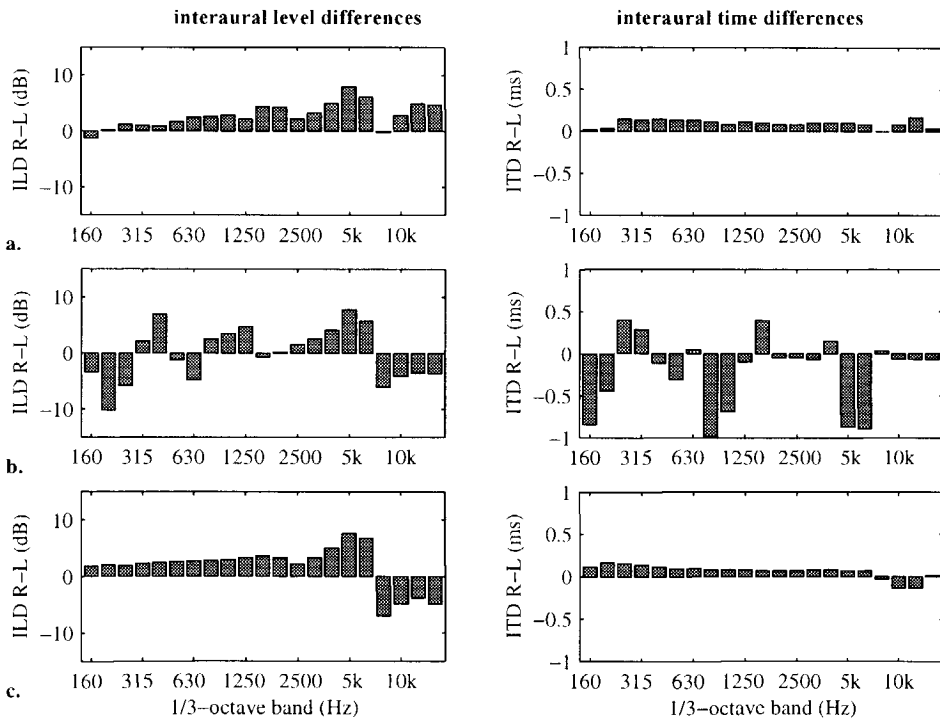 interaural level differences
interaural time differences
ILD R–L (dB)
10
0
−10
160 315 630 1250 2500 5k 10k
ITD R–L (ms)
1
0.5
0
−0.5
−1
160 315 630 1250 2500 5k 10k
a.
ILD R–L (dB)
10
0
−10
160 315 630 1250 2500 5k 10k
ITD R–L (ms)
1
0.5
0
−0.5
−1
160 315 630 1250 2500 5k 10k
b.
ILD R–L (dB)
10
0
−10
160 315 630 1250 2500 5k 10k
1/3–octave band (Hz)
ITD R–L (ms)
1
0.5
0
−0.5
−1
160 315 630 1250 2500 5k 10k
1/3–octave band (Hz)
c.